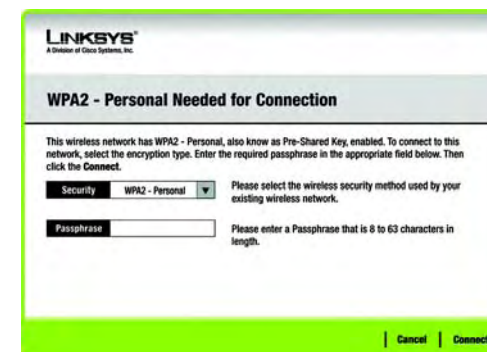 LINKSYS®
A Division of Cisco Systems, Inc.
WPA2 - Personal Needed for Connection
This wireless network has WPA2 - Personal, also know as Pre-Shared Key, enabled. To connect to this
network, select the encryption type. Enter the required passphrase in the appropriate field below. Then
click the Connect.
Security WPA2 - Personal Please select the wireless security method used by your
existing wireless network.
Passphrase Please enter a Passphrase that is 8 to 63 characters in
length.
Cancel Connect